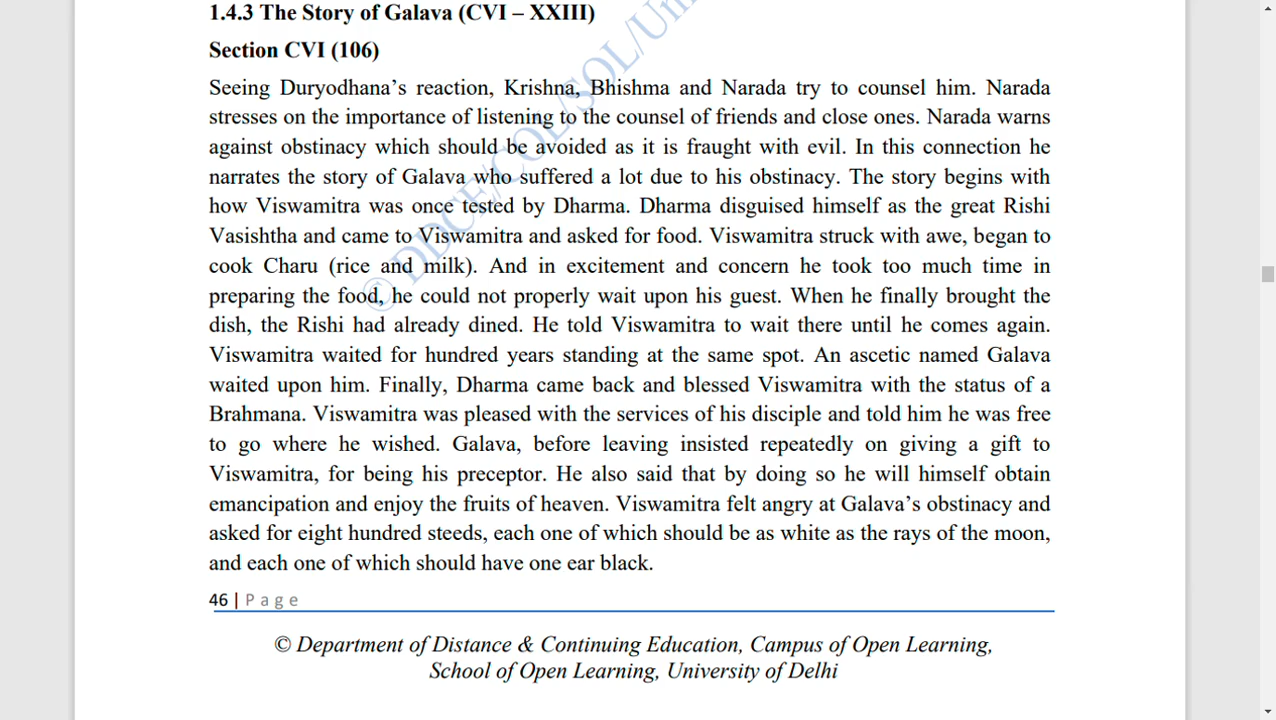 1.4.3 The Story of Galava (CVI – XXIII)
Section CVI (106)
Seeing Duryodhana’s reaction, Krishna, Bhishma and Narada try to counsel him. Narada
stresses on the importance of listening to the counsel of friends and close ones. Narada warns
against obstinacy which should be avoided as it is fraught with evil. In this connection he
narrates the story of Galava who suffered a lot due to his obstinacy. The story begins with
how Viswamitra was once tested by Dharma. Dharma disguised himself as the great Rishi
Vasishtha and came to Viswamitra and asked for food. Viswamitra struck with awe, began to
cook Charu (rice and milk). And in excitement and concern he took too much time in
preparing the food, he could not properly wait upon his guest. When he finally brought the
dish, the Rishi had already dined. He told Viswamitra to wait there until he comes again.
Viswamitra waited for hundred years standing at the same spot. An ascetic named Galava
waited upon him. Finally, Dharma came back and blessed Viswamitra with the status of a
Brahmana. Viswamitra was pleased with the services of his disciple and told him he was free
to go where he wished. Galava, before leaving insisted repeatedly on giving a gift to
Viswamitra, for being his preceptor. He also said that by doing so he will himself obtain
emancipation and enjoy the fruits of heaven. Viswamitra felt angry at Galava’s obstinacy and
asked for eight hundred steeds, each one of which should be as white as the rays of the moon,
and each one of which should have one ear black.
46 | Page
© Department of Distance & Continuing Education, Campus of Open Learning,
School of Open Learning, University of Delhi
© DDCE/COL/SOL/